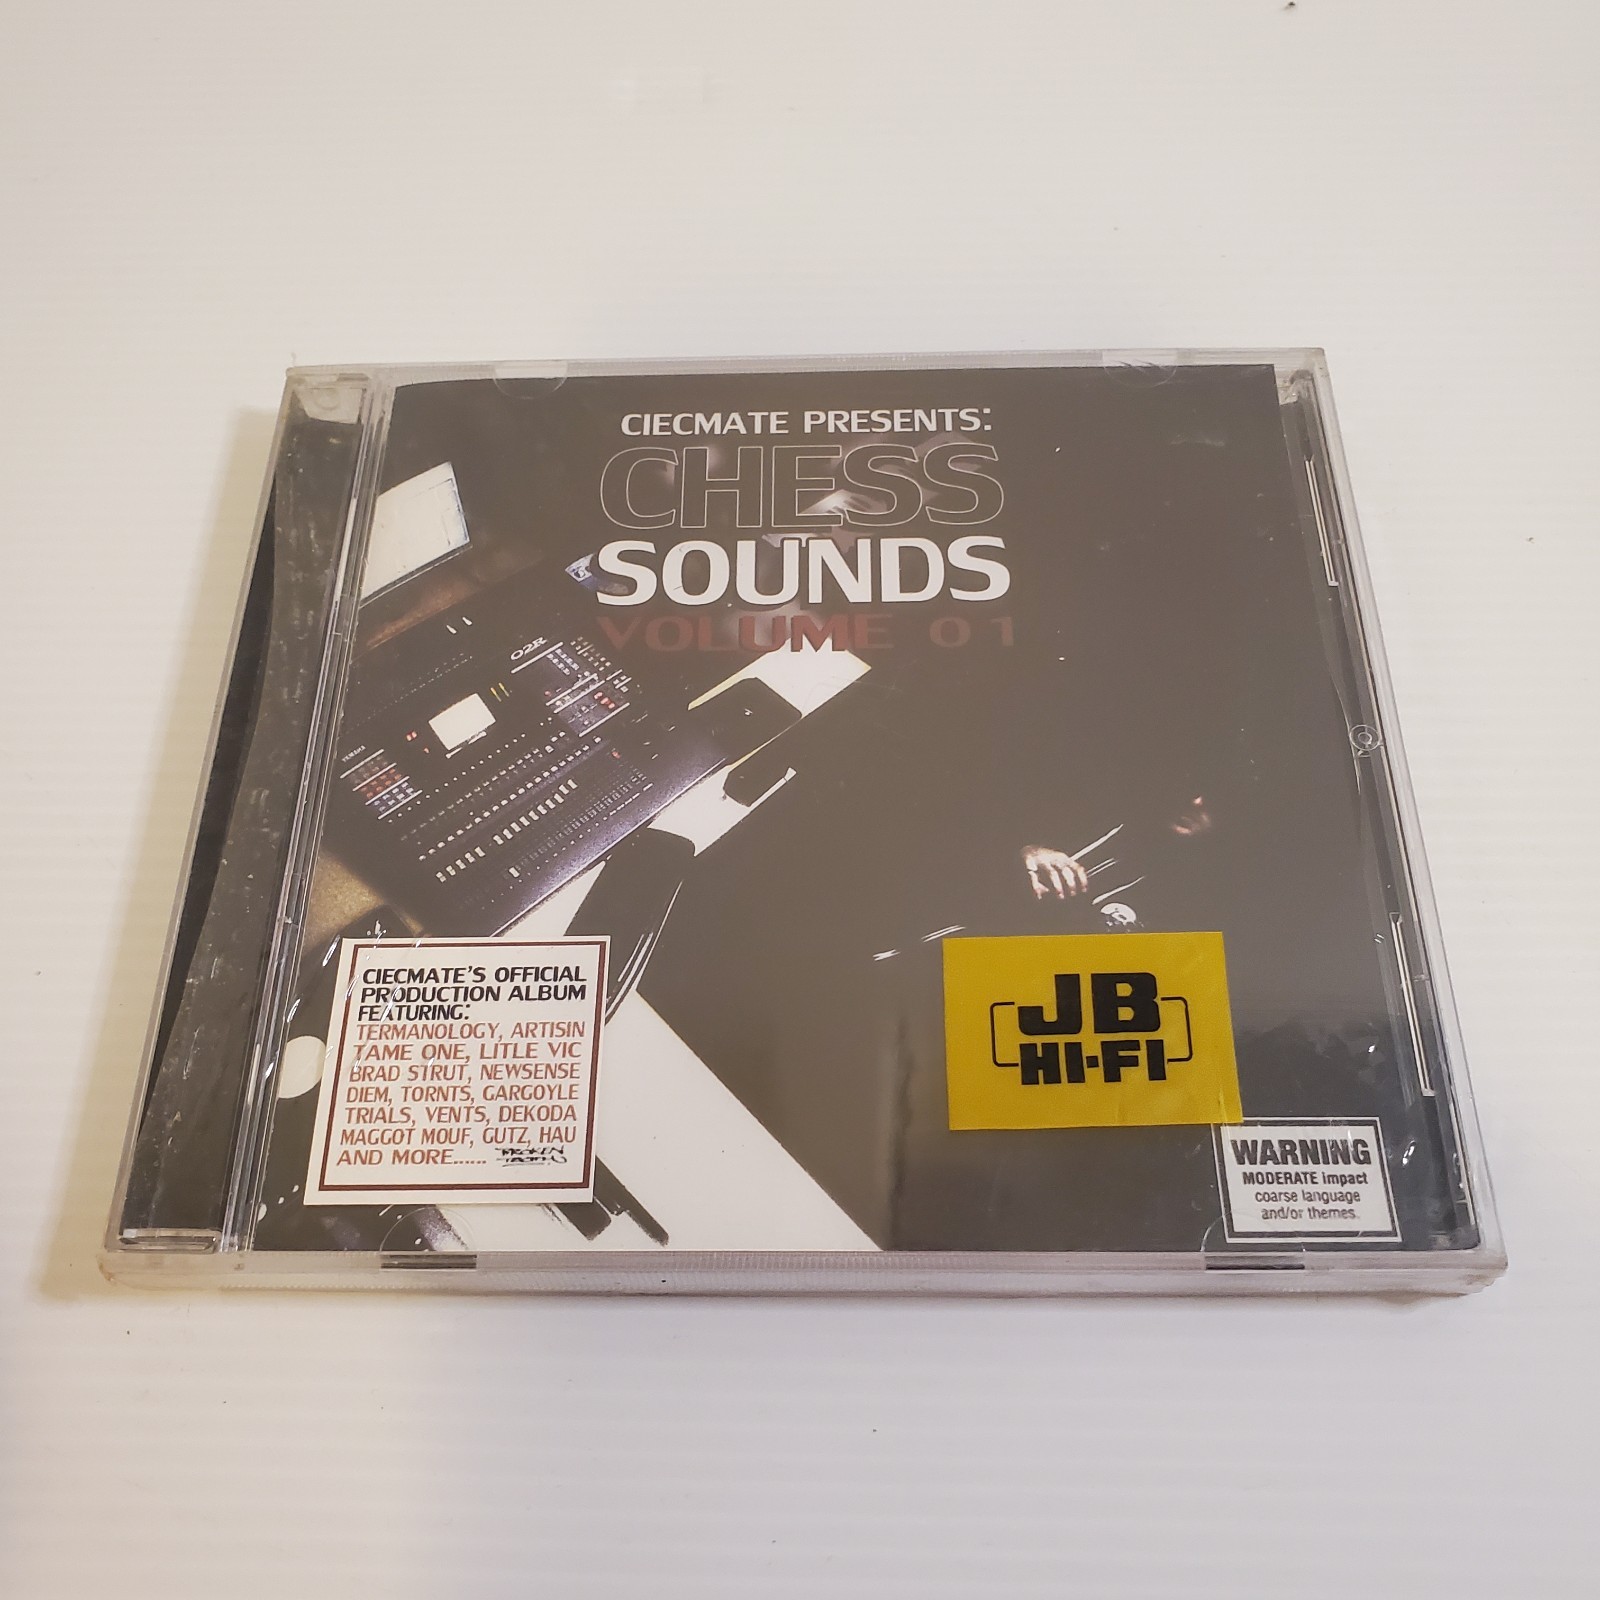 CIECMATE PRESENTS:
CHESS
SOUNDS
VOLUME 01
02R
YAMAHA
CIECMATE'S OFFICIAL
PRODUCTION ALBUM
FEATURING:
TERMANOLOGY, ARTISIN
TAME ONE, LITLE VIC
BRAD STRUT, NEWSENSE
DIEM, TORNTS, GARGOYLE
TRIALS, VENTS, DEKODA
MAGGOT MOUF, GUTZ, HAU
AND MORE......
JB
HI-FI
WARNING
MODERATE impact
coarse language
and/or themes.